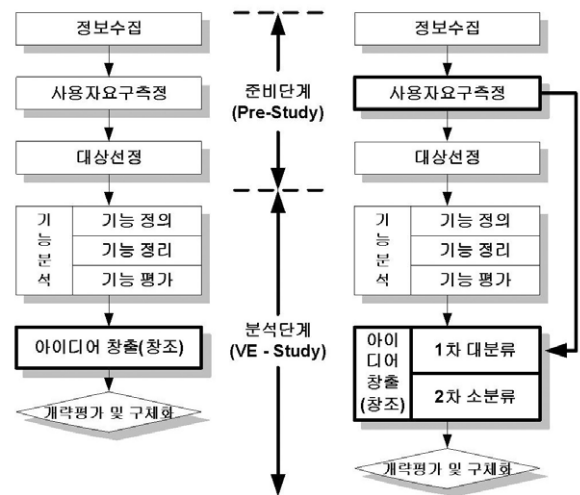 정보수집
사용자요구측정
대상선정
기능분석
기능 정의
기능 정리
기능 평가
아이디어 창출(창조)
개략평가 및 구체화
준비단계
(Pre-Study)
분석단계
(VE - Study)
정보수집
사용자요구측정
대상선정
기능분석
기능 정의
기능 정리
기능 평가
아이
디어
창출
(창조)
1차 대분류
2차 소분류
개략평가 및 구체화